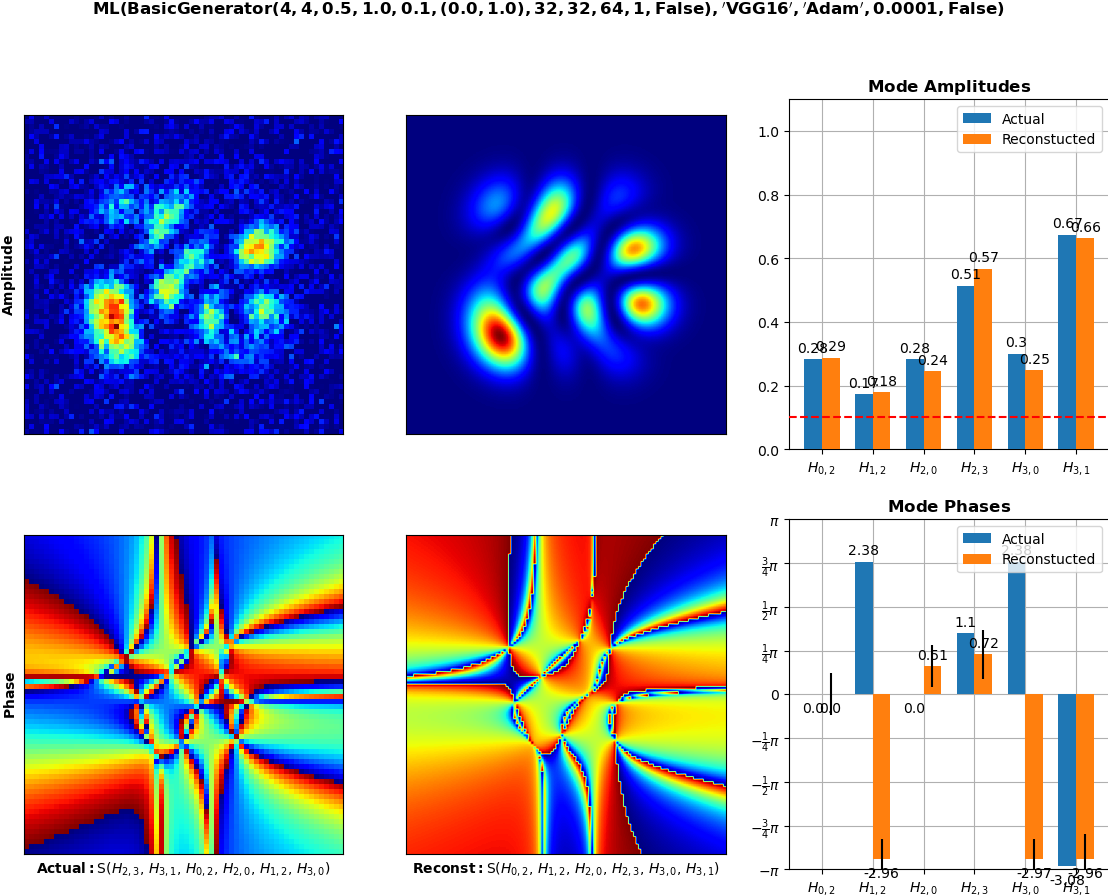 ML(BasicGenerator(4, 4, 0.5, 1.0, 0.1, (0.0, 1.0), 32, 32, 64, 1, False), ′VGG16′, ′Adam′, 0.0001, False)
Mode Amplitudes
Amplitude
Actual
Reconstucted
1.0
0.8
0.6
0.4
0.2
0.0
0.28
0.29
0.17
0.18
0.28
0.24
0.51
0.57
0.3
0.25
0.67
0.66
H0, 2
H1, 2
H2, 0
H2, 3
H3, 0
H3, 1
Mode Phases
Phase
Actual
Reconstucted
π
3/4π
1/2π
1/4π
0
−1/4π
−1/2π
−3/4π
−π
0.0
0.0
2.38
-2.96
0.0
0.51
1.1
0.72
2.38
-2.97
-3.08
-2.96
H0, 2
H1, 2
H2, 0
H2, 3
H3, 0
H3, 1
Actual: S(H2, 3, H3, 1, H0, 2, H2, 0, H1, 2, H3, 0)
Reconst: S(H0, 2, H1, 2, H2, 0, H2, 3, H3, 0, H3, 1)